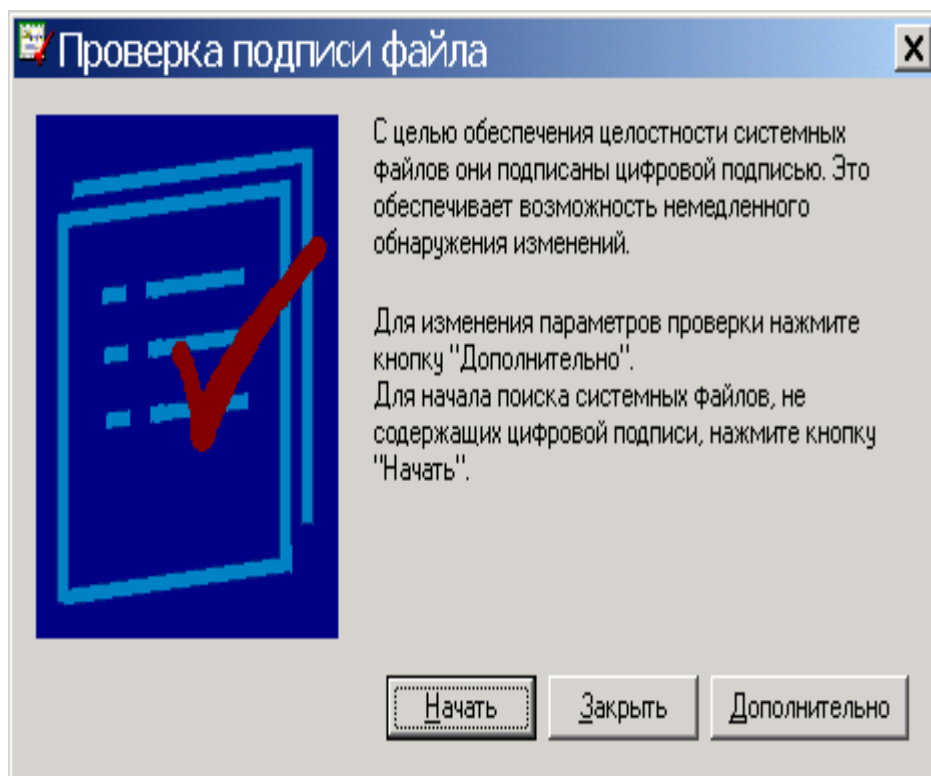 Проверка подписи файла
С целью обеспечения целостности системных
файлов они подписаны цифровой подписью. Это
обеспечивает возможность немедленного
обнаружения изменений.
Для изменения параметров проверки нажмите
кнопку "Дополнительно".
Для начала поиска системных файлов, не
содержащих цифровой подписи, нажмите кнопку
"Начать".
Начать Закрыть Дополнительно